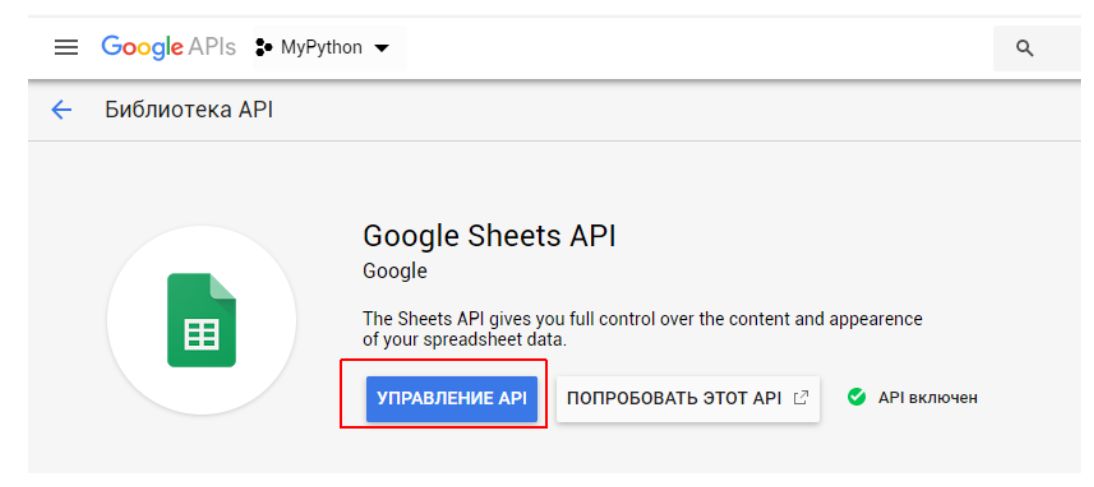 Google APIs MyPython
Библиотека API
Google Sheets API
Google
The Sheets API gives you full control over the content and appearence
of your spreadsheet data.
УПРАВЛЕНИЕ API ПОПРОБОВАТЬ ЭТОТ API API включен